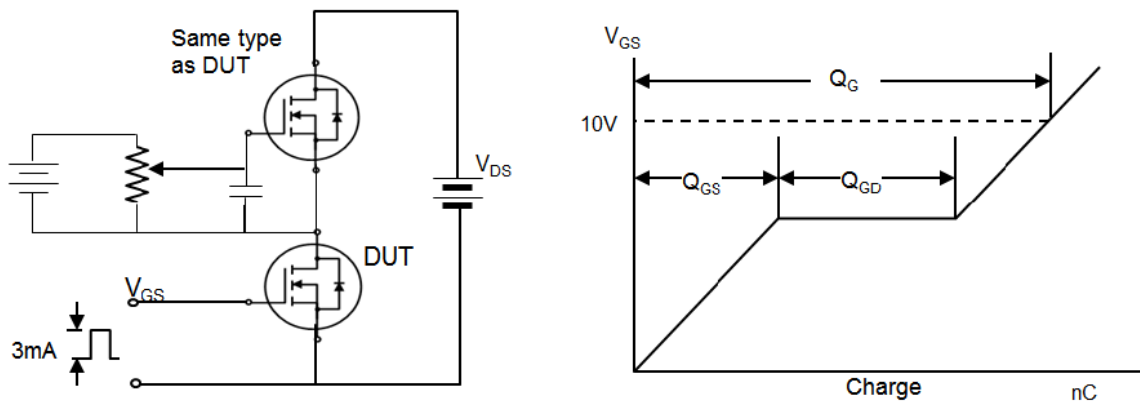 Same type
as DUT
V_DS
DUT
V_GS
3mA
V_GS
Q_G
10V
Q_GS
Q_GD
Charge
nC